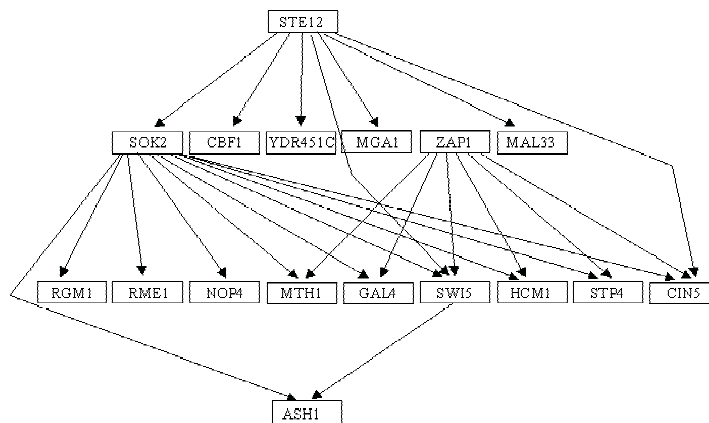 STE12
SOK2 CBF1 YDR451C MGA1 ZAP1 MAL33
RGM1 RME1 NOP4 MTH1 GAL4 SWI5 HCM1 STP4 CIN5
ASH1